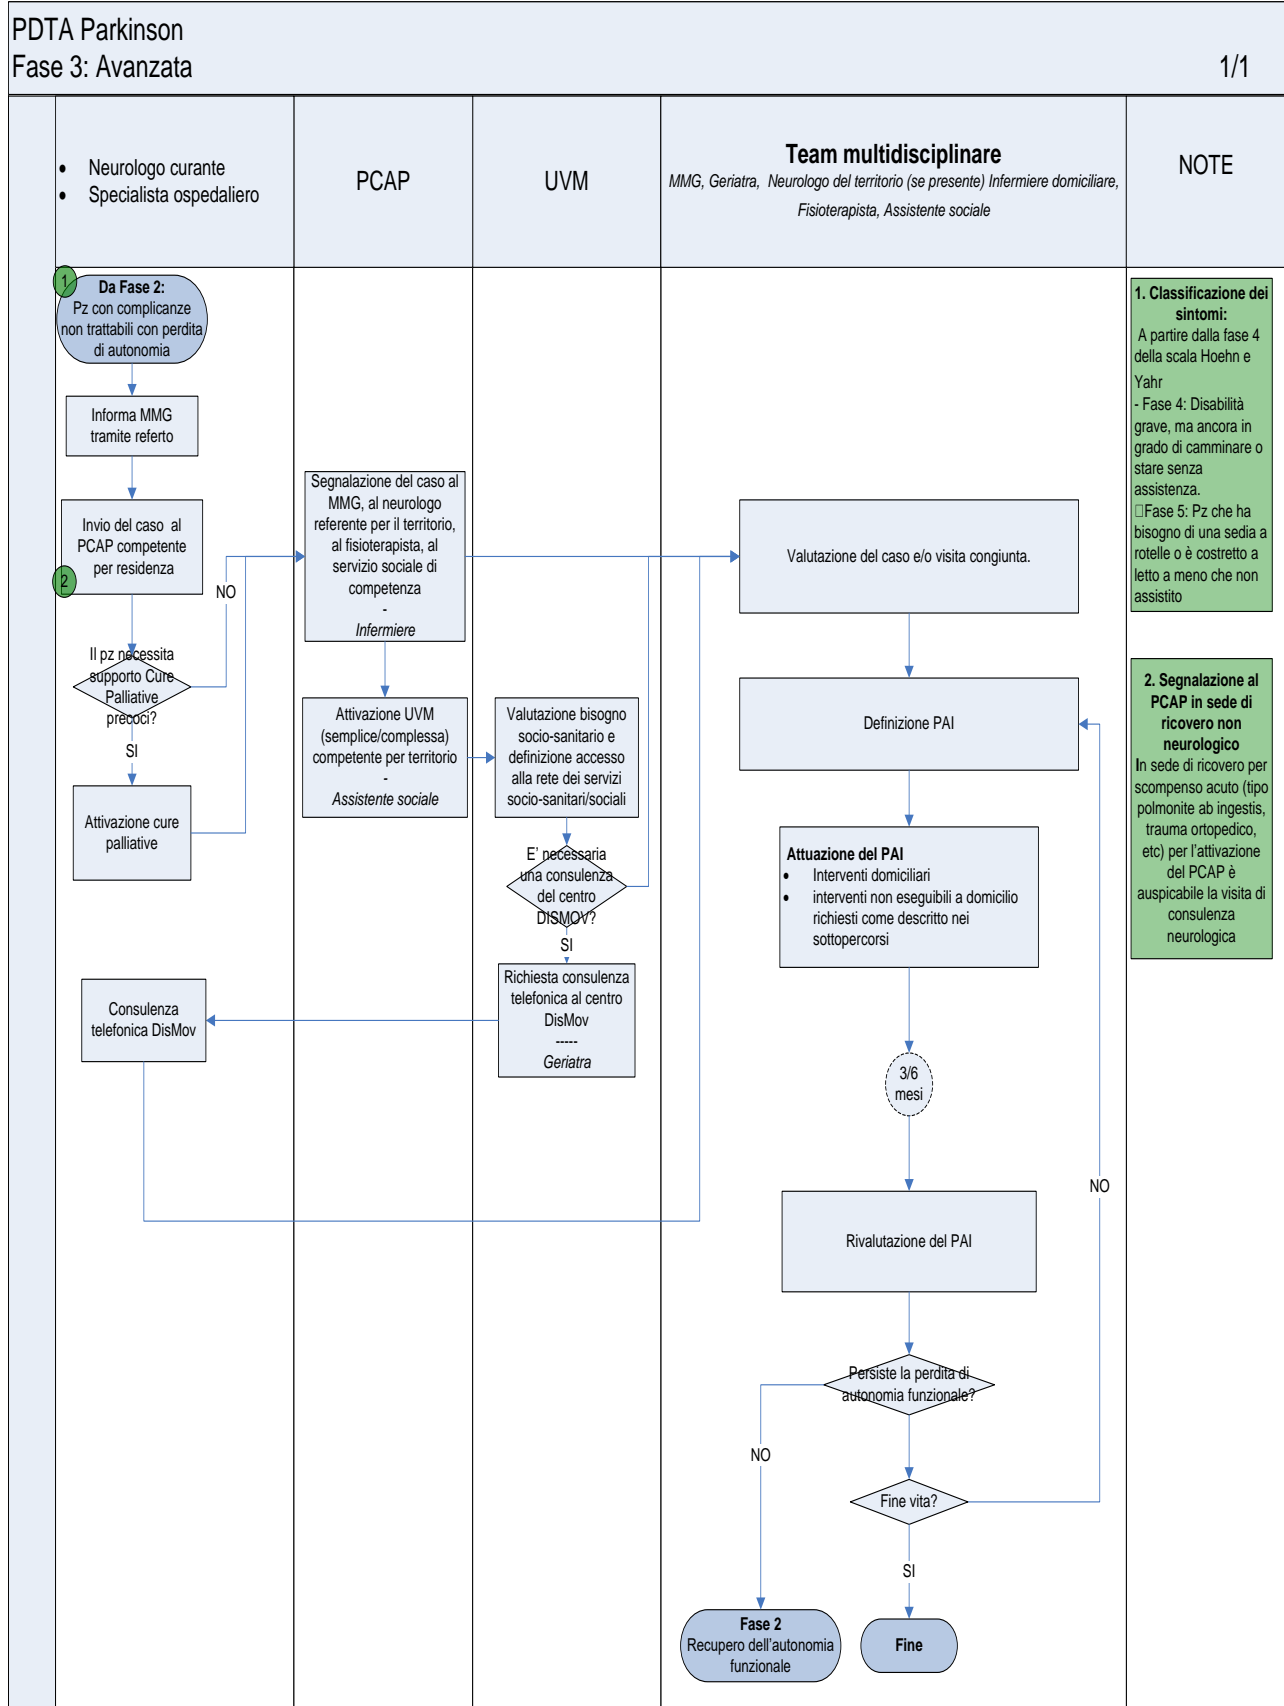 PDTA Parkinson
Fase 3: Avanzata
1/1
• Neurologo curante
• Specialista ospedaliero
PCAP
UVM
Team multidisciplinare
MMG, Geriatra, Neurologo del territorio (se presente) Infermiere domiciliare,
Fisioterapista, Assistente sociale
NOTE
1
Da Fase 2:
Pz con complicanze
non trattabili con perdita
di autonomia
Informa MMG
tramite referto
Invio del caso al
PCAP competente
per residenza
2
NO
Il pz necessita
supporto Cure
Palliative
precoci?
SI
Attivazione cure
palliative
Consulenza
telefonica DisMov
Segnalazione del caso al
MMG, al neurologo
referente per il territorio,
al fisioterapista, al
servizio sociale di
competenza
-
Infermiere
Attivazione UVM
(semplice/complessa)
competente per territorio
-
Assistente sociale
Valutazione bisogno
socio-sanitario e
definizione accesso
alla rete dei servizi
socio-sanitari/sociali
E' necessaria
una consulenza
del centro
DISMOV?
SI
Richiesta consulenza
telefonica al centro
DisMov
-----
Geriatra
Valutazione del caso e/o visita congiunta.
Definizione PAI
Attuazione del PAI
• Interventi domiciliari
• interventi non eseguibili a domicilio
richiesti come descritto nei
sottopercorsi
3/6
mesi
Rivalutazione del PAI
NO
Persiste la perdita di
autonomia funzionale?
NO
Fine vita?
SI
Fase 2
Recupero dell'autonomia
funzionale
Fine
1. Classificazione dei
sintomi:
A partire dalla fase 4
della scala Hoehn e
Yahr
- Fase 4: Disabilità
grave, ma ancora in
grado di camminare o
stare senza
assistenza.
□Fase 5: Pz che ha
bisogno di una sedia a
rotelle o è costretto a
letto a meno che non
assistito
2. Segnalazione al
PCAP in sede di
ricovero non
neurologico
In sede di ricovero per
scompenso acuto (tipo
polmonite ab ingestis,
trauma ortopedico,
etc) per l'attivazione
del PCAP è
auspicabile la visita di
consulenza
neurologica